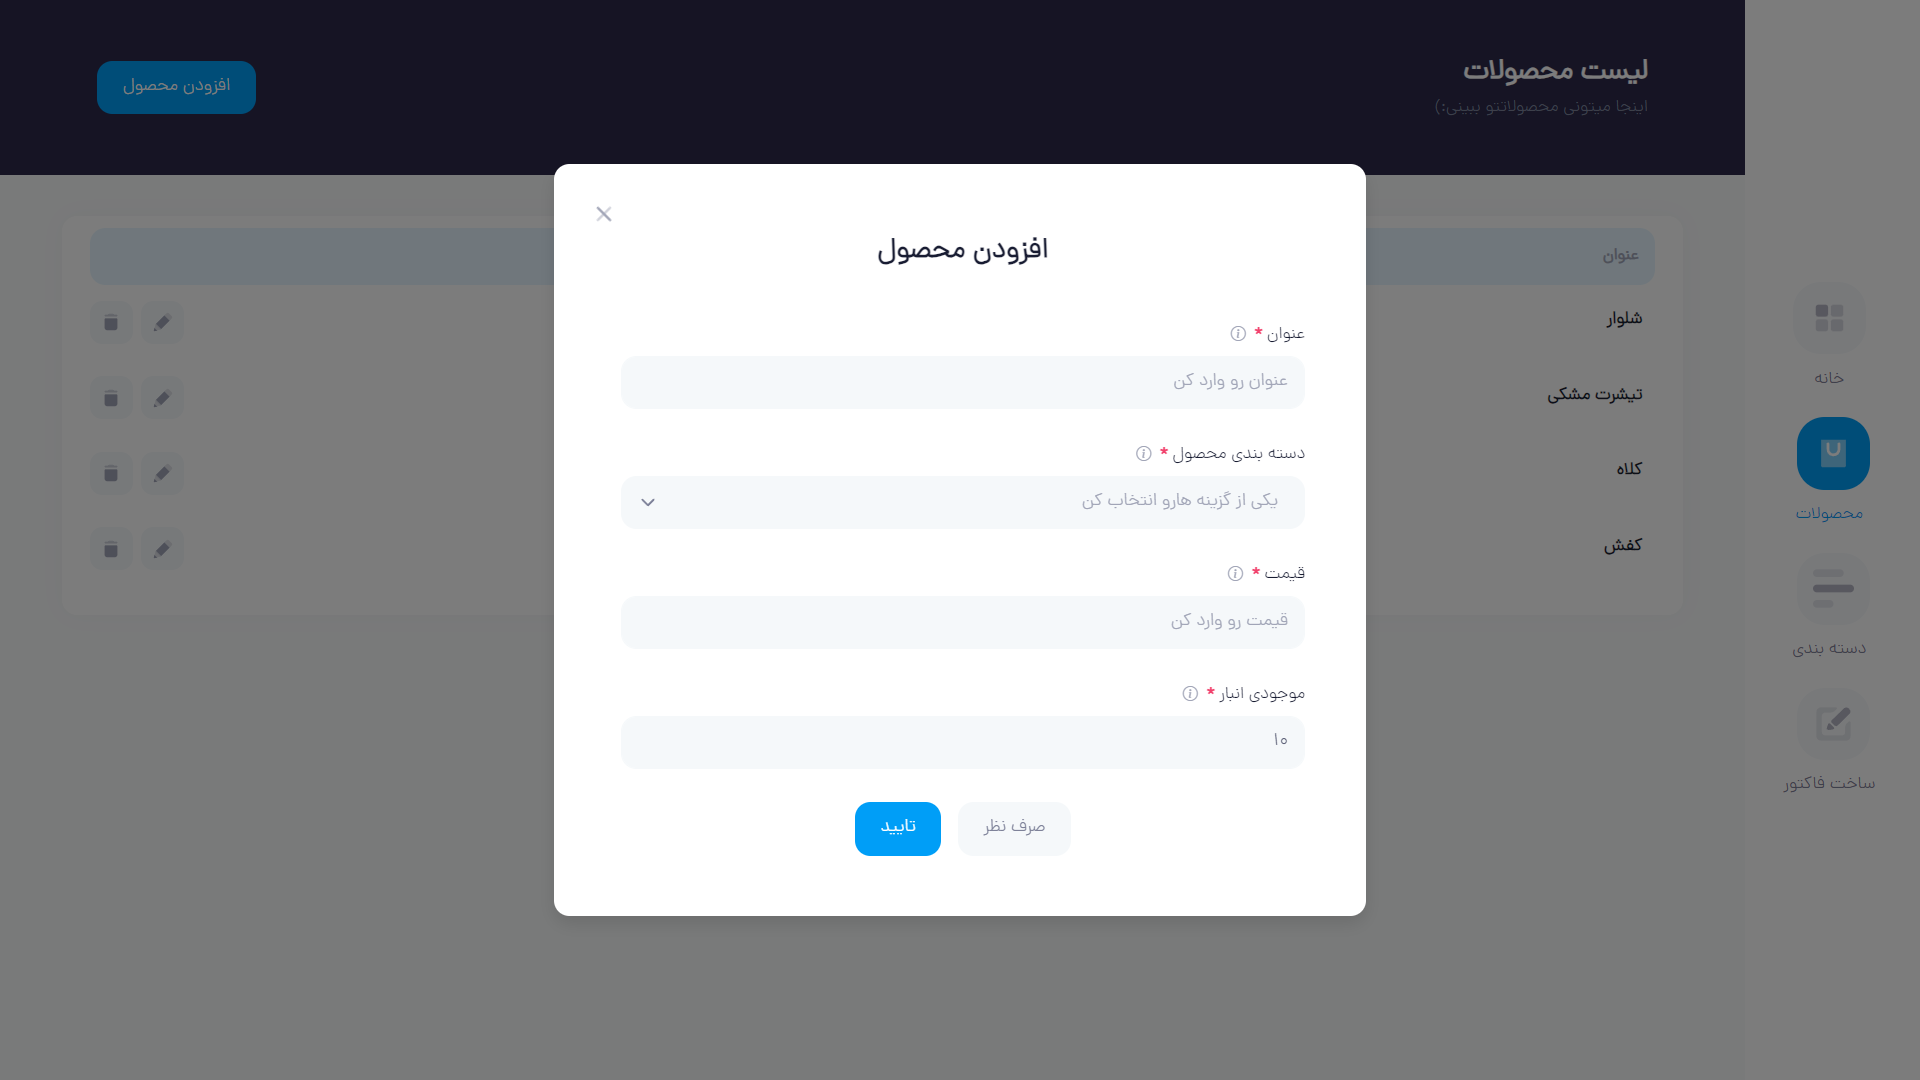 لیست محصولات
اینجا میتونی محصولاتتو ببینی:)
افزودن محصول
عنوان
شلوار
تیشرت مشکی
کلاه
کفش
خانه
محصولات
دسته بندی
ساخت فاکتور
افزودن محصول
عنوان *
عنوان رو وارد کن
دسته بندی محصول *
یکی از گزینه هارو انتخاب کن
قیمت *
قیمت رو وارد کن
موجودی انبار *
۱۰
صرف نظر
تایید